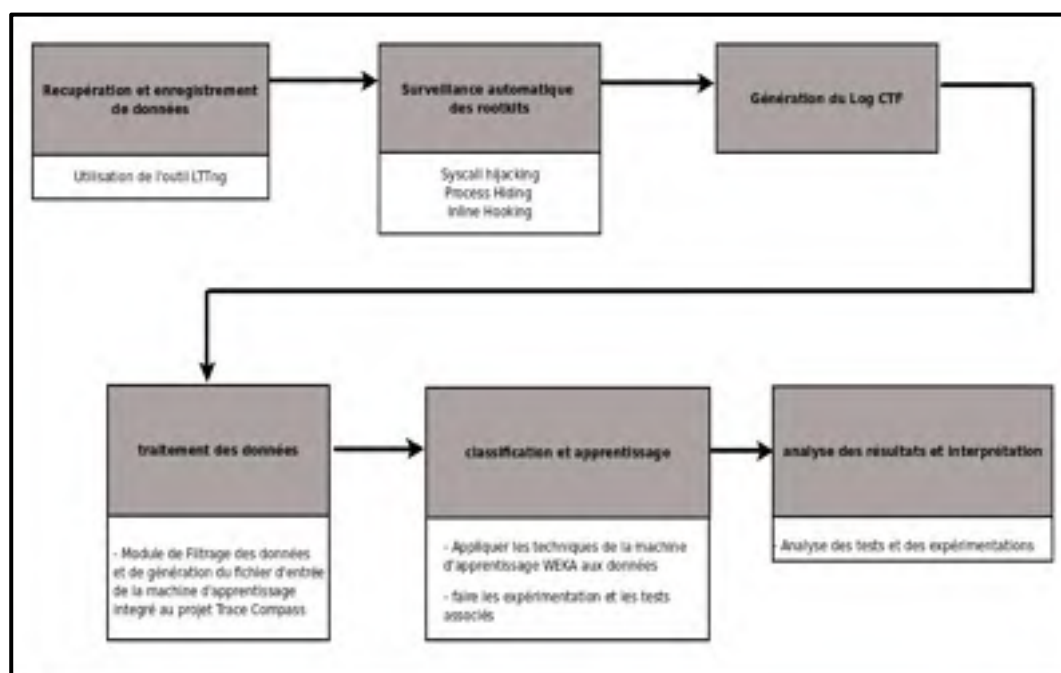 Recupération et enregistrement
de données
Utilisation de l'outil LTTng
Surveillance automatique
des rootkits
Syscall hijacking
Process Hiding
Inline Hooking
Génération du Log CTF
traitement des données
- Module de Filtrage des données
et de génération du fichier d'entrée
de la machine d'apprentissage
integré au projet Trace Compass
classification et apprentissage
- Appliquer les techniques de la machine
d'apprentissage WEKA aux données
- faire les expérimentation et les tests
associés
analyse des résultats et interprétation
- Analyse des tests et des expérimentations